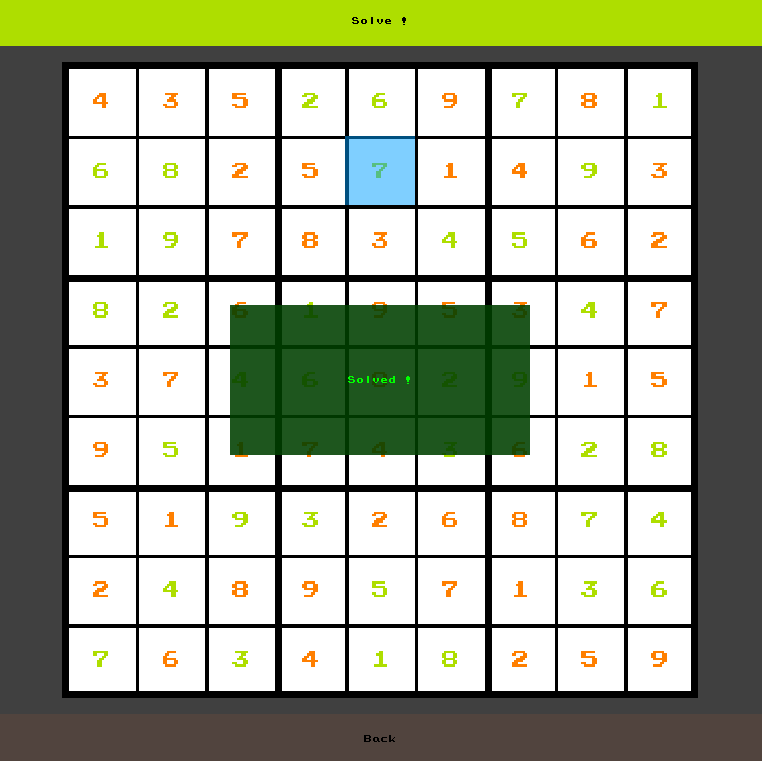 Solve !
4 3 5 2 6 9 7 8 1
6 8 2 5 7 1 4 9 3
1 9 7 8 3 4 5 6 2
8 2 6 1 9 5 3 4 7
3 7 4 6 8 2 9 1 5
Solved !
9 5 1 7 4 3 6 2 8
5 1 9 3 2 6 8 7 4
2 4 8 9 5 7 1 3 6
7 6 3 4 1 8 2 5 9
Back